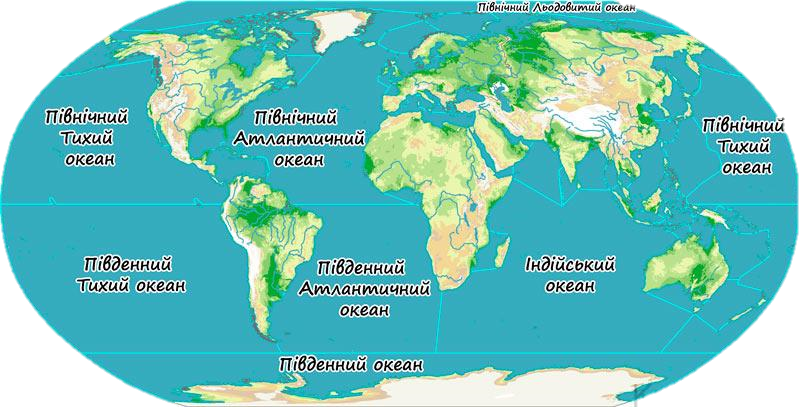 Північний Льодовитий океан
Північний
Тихий
океан
Північний
Атлантичний
океан
Північний
Тихий
океан
Південний
Тихий океан
Південний
Атлантичний
океан
Індійський
океан
Південний океан